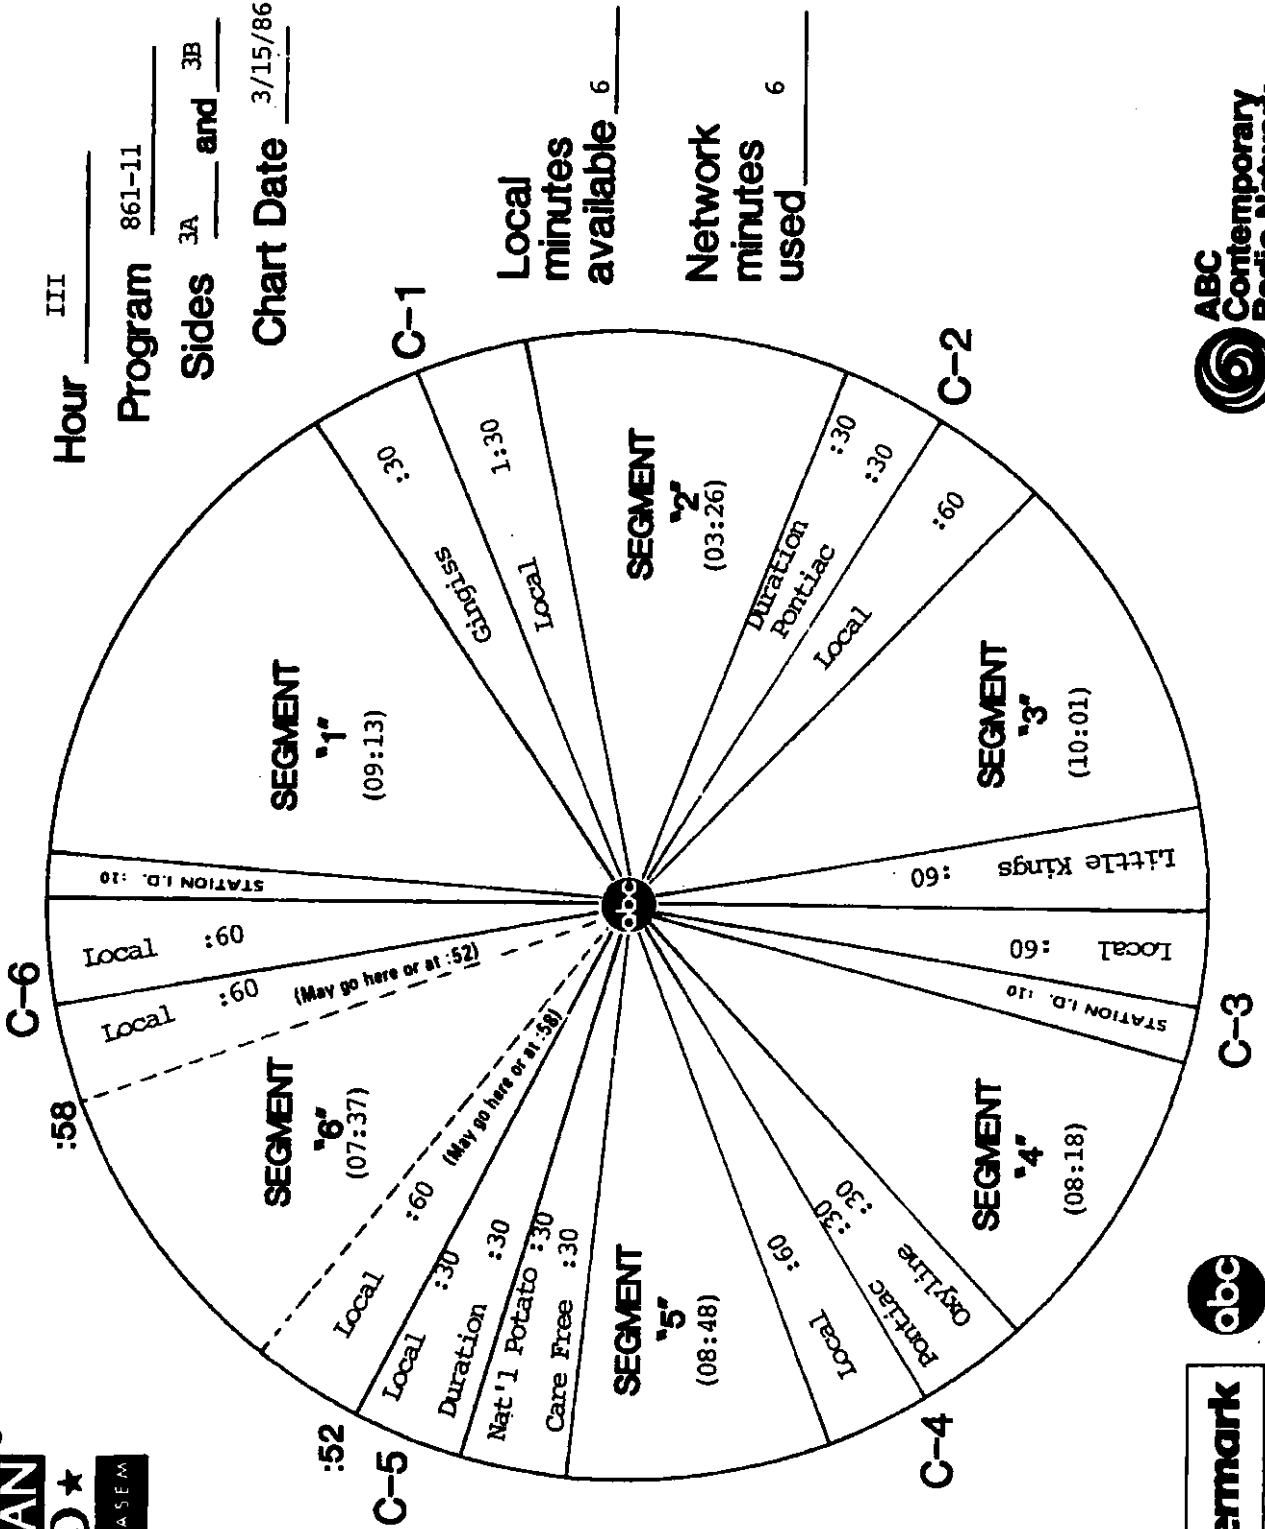 Hour III
Program 861-11
Sides 3A and 3B
Chart Date 3/15/86
Local
minutes
available 6
Network
minutes
used 6
ABC
Contemporary
C-1
Gingiss :30
Local 1:30
SEGMENT
"2"
(03:26)
C-2
Duration :30
Pontiac :30
Local :60
SEGMENT
"3"
(10:01)
Little Kings :60
C-3
Local :60
STATION I.D. :10
SEGMENT
"4"
(08:18)
C-4
Oxyline :30
Pontiac :30
Local :60
SEGMENT
"5"
(08:48)
C-5
Care Free :30
Nat'l Potato :30
Duration :30
Local :30
:52
Local :60
(May go here or at :58)
SEGMENT
"6"
(07:37)
:58
Local :60
(May go here or at :52)
C-6
Local :60
STATION I.D. :10
SEGMENT
"1"
(09:13)
abc
abc